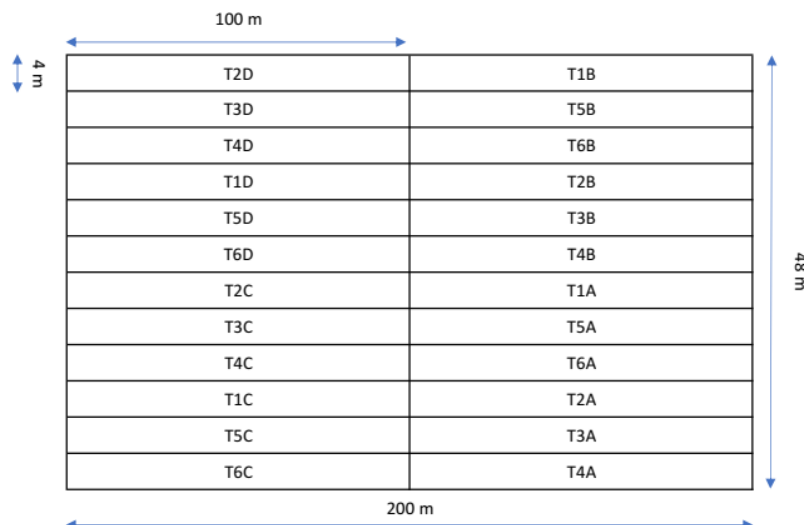 100 m
4 m
T2D T1B
T3D T5B
T4D T6B
T1D T2B
T5D T3B
T6D T4B
T2C T1A
T3C T5A
T4C T6A
T1C T2A
T5C T3A
T6C T4A
48 m
200 m